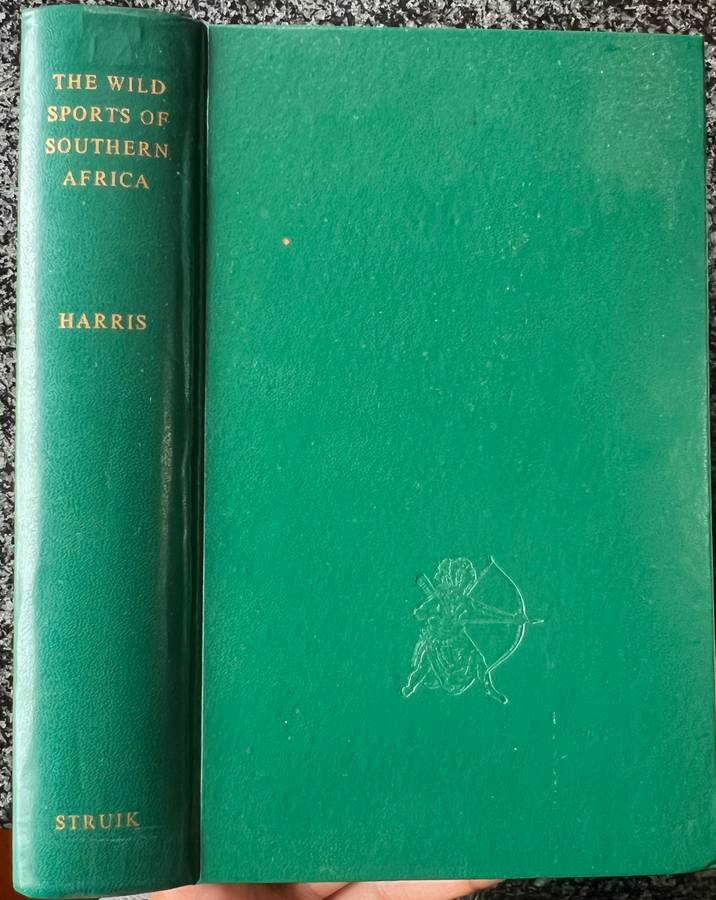 THE WILD
SPORTS OF
SOUTHERN
AFRICA
HARRIS
STRUIK